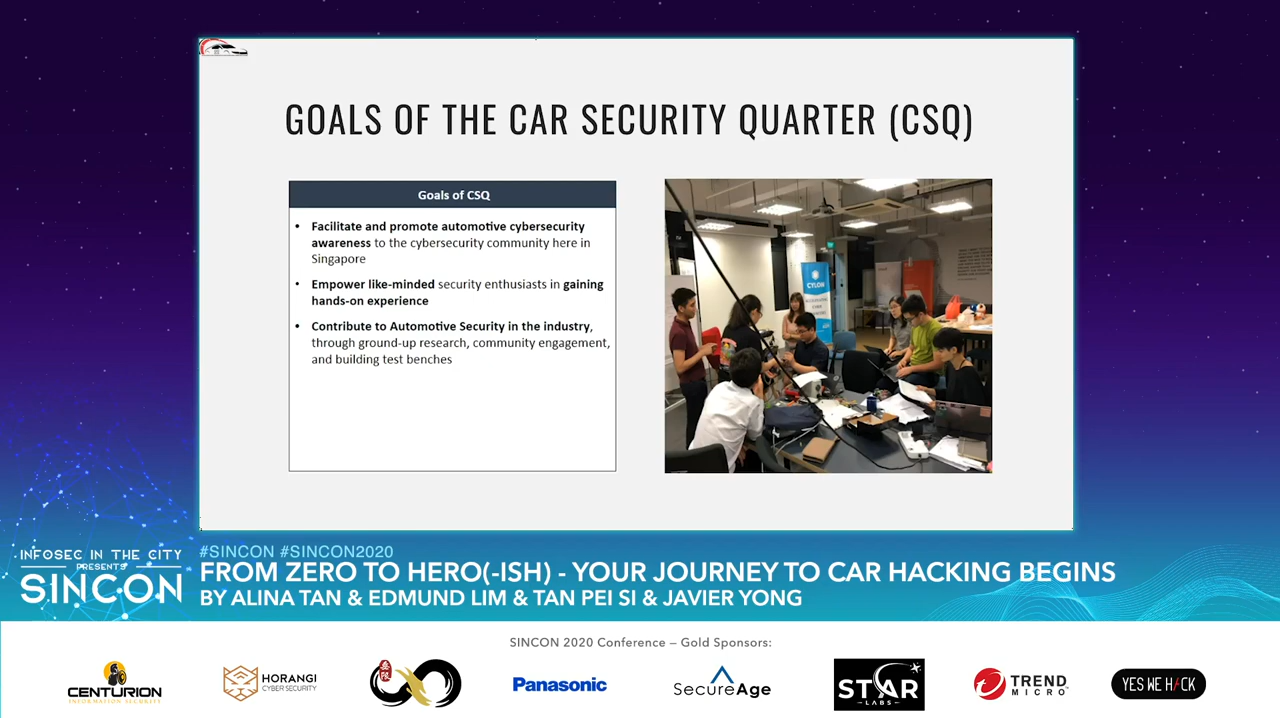 GOALS OF THE CAR SECURITY QUARTER (CSQ)
Goals of CSQ
• Facilitate and promote automotive cybersecurity
awareness to the cybersecurity community here in
Singapore
• Empower like-minded security enthusiasts in gaining
hands-on experience
• Contribute to Automotive Security in the industry,
through ground-up research, community engagement,
and building test benches
CYLON
INFOSEC IN THE CITY
PRESENTS
SINCON
#SINCON #SINCON2020
FROM ZERO TO HERO(-ISH) - YOUR JOURNEY TO CAR HACKING BEGINS
BY ALINA TAN & EDMUND LIM & TAN PEI SI & JAVIER YONG
SINCON 2020 Conference – Gold Sponsors:
CENTURION
INFORMATION SECURITY
HORANGI
CYBER SECURITY
Panasonic
SecureAge
STAR
LABS
TREND
MICRO
YES WE H/CK